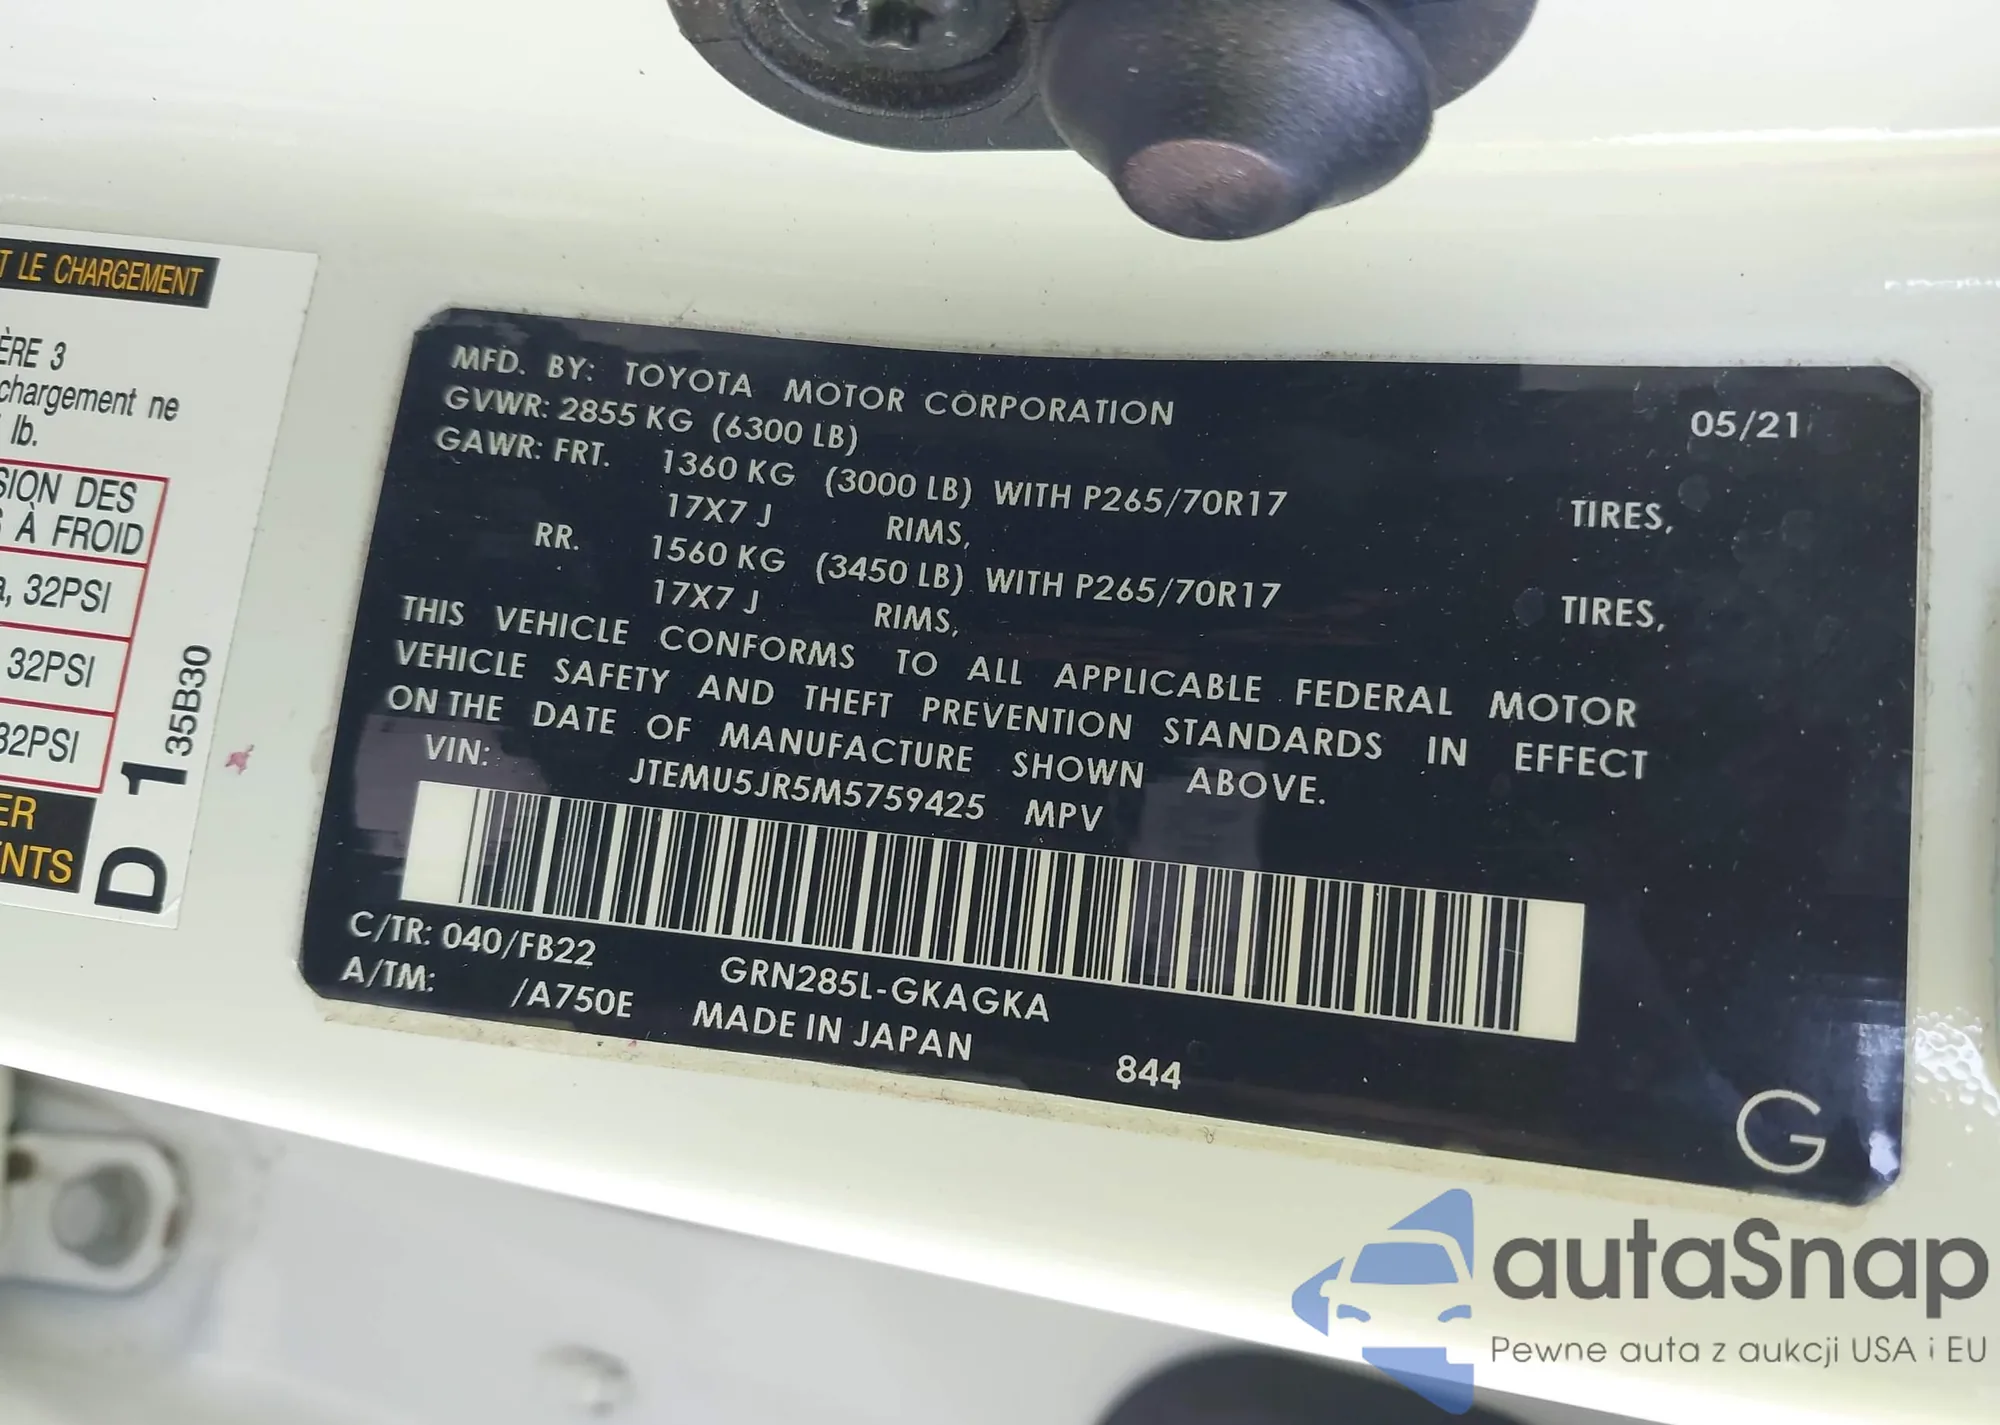 T LE CHARGEMENT
ÈRE 3
chargement ne
lb.
SION DES
S À FROID
a, 32PSI
32PSI
32PSI
ER
NTS
D 1 35B30
MFD. BY: TOYOTA MOTOR CORPORATION 05/21
GVWR: 2855 KG (6300 LB)
GAWR: FRT. 1360 KG (3000 LB) WITH P265/70R17 TIRES,
17X7 J RIMS,
RR. 1560 KG (3450 LB) WITH P265/70R17 TIRES,
17X7 J RIMS,
THIS VEHICLE CONFORMS TO ALL APPLICABLE FEDERAL MOTOR
VEHICLE SAFETY AND THEFT PREVENTION STANDARDS IN EFFECT
ON THE DATE OF MANUFACTURE SHOWN ABOVE.
VIN: JTEMU5JR5M5759425 MPV
C/TR: 040/FB22 GRN285L-GKAGKA
A/TM: /A750E MADE IN JAPAN 844
G
autaSnap
Pewne auta z aukcji USA i EU